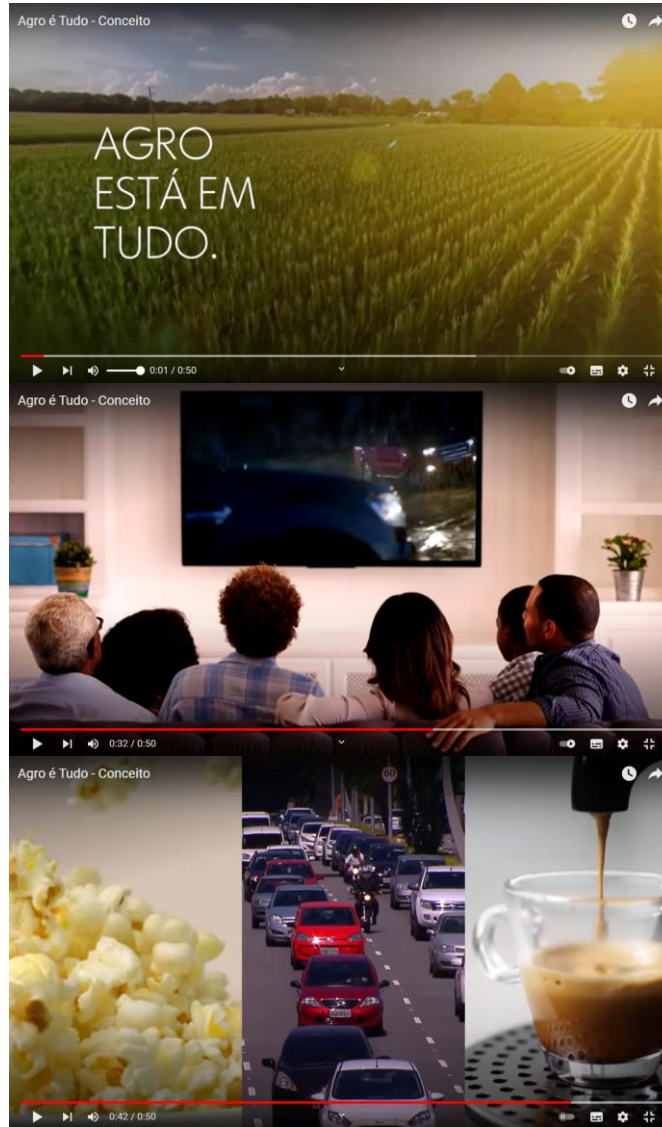 Agro é Tudo - Conceito
AGRO
ESTÁ EM
TUDO.
0:01 / 0:50
Agro é Tudo - Conceito
0:32 / 0:50
Agro é Tudo - Conceito
60
0:42 / 0:50